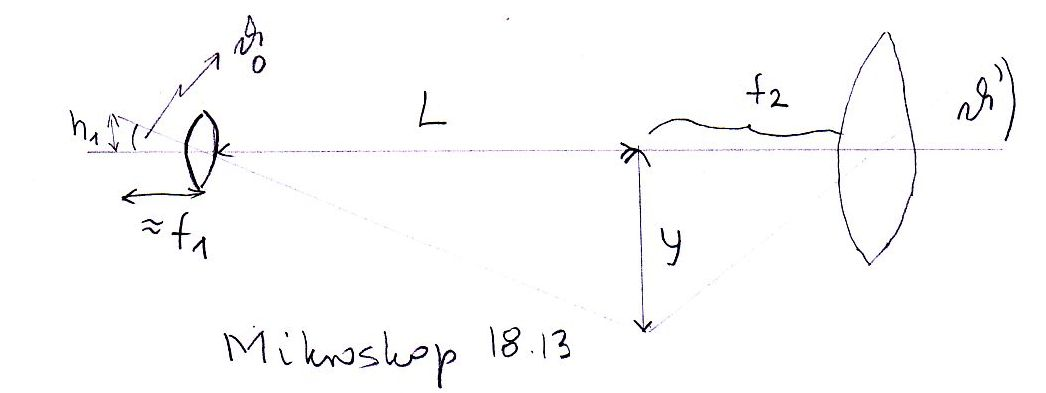 ϑ₀
h₁
L
f₂
ϑ'
≈ f₁
y
Mikroskop 18.13